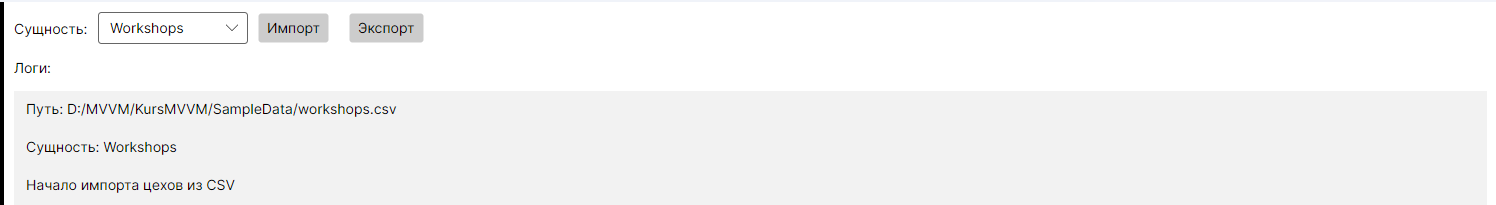 Сущность: Workshops Импорт Экспорт
Логи:
Путь: D:/MVVM/KursMVVM/SampleData/workshops.csv
Сущность: Workshops
Начало импорта цехов из CSV